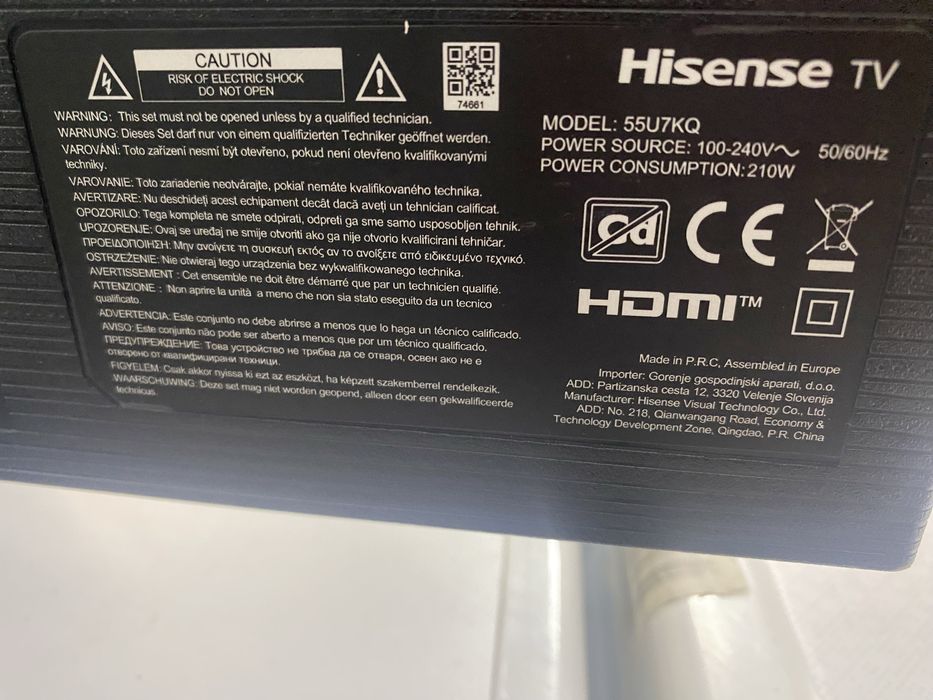 CAUTION
RISK OF ELECTRIC SHOCK
DO NOT OPEN
74661
WARNING: This set must not be opened unless by a qualified technician.
WARNUNG: Dieses Set darf nur von einem qualifizierten Techniker geöffnet werden.
VAROVÁNÍ: Toto zařízení nesmí být otevřeno, pokud není otevřeno kvalifikovanými
techniky.
VAROVANIE: Toto zariadenie neotvárajte, pokiaľ nemáte kvalifikovaného technika.
AVERTIZARE: Nu deschideți acest echipament decât dacă aveți un tehnician calificat.
OPOZORILO: Tega kompleta ne smete odpirati, odpreti ga sme samo usposobljen tehnik.
UPOZORENJE: Ovaj se uređaj ne smije otvoriti ako ga nije otvorio kvalificirani tehničar.
ΠΡΟΕΙΔΟΠΟΙΗΣΗ: Μην ανοίγετε τη συσκευή εκτός αν το ανοίξετε από ειδικευμένο τεχνικό.
OSTRZEŻENIE: Nie otwieraj tego urządzenia bez wykwalifikowanego technika.
AVERTISSEMENT : Cet ensemble ne doit être démarré que par un technicien qualifié.
ATTENZIONE : Non aprire la unità a meno che non sia stato eseguito da un tecnico
qualificato.
ADVERTENCIA: Este conjunto no debe abrirse a menos que lo haga un técnico calificado.
AVISO: Este conjunto não pode ser aberto a menos que por um técnico qualificado.
ПРЕДУПРЕЖДЕНИЕ: Това устройство не трябва да се отваря, освен ако не е
отворено от квалифицирани техници.
FIGYELEM: Csak akkor nyissa ki ezt az eszközt, ha képzett szakemberrel rendelkezik.
WAARSCHUWING: Deze set mag niet worden geopend, alleen door een gekwalificeerde
technicus.
Hisense TV
MODEL: 55U7KQ
POWER SOURCE: 100-240V～ 50/60Hz
POWER CONSUMPTION: 210W
Cd CE
HDMI™
Made in P.R.C, Assembled in Europe
Importer: Gorenje gospodinjski aparati, d.o.o.
ADD: Partizanska cesta 12, 3320 Velenje Slovenija
Manufacturer: Hisense Visual Technology Co., Ltd.
ADD: No. 218, Qianwangang Road, Economy &
Technology Development Zone, Qingdao, P.R. China